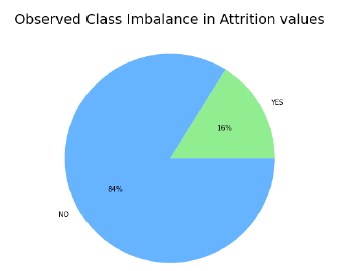 Observed Class Imbalance in Attrition values
YES
16%
84%
NO